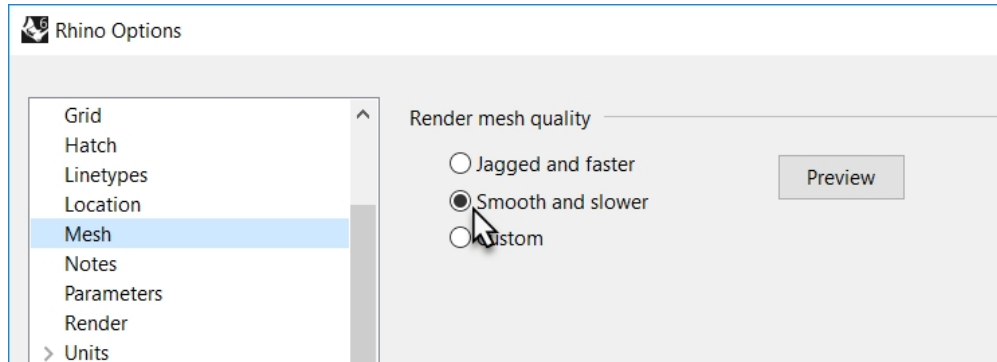 6
Rhino Options
Grid
Hatch
Linetypes
Location
Mesh
Notes
Parameters
Render
Units
Render mesh quality
Jagged and faster
Smooth and slower
Preview